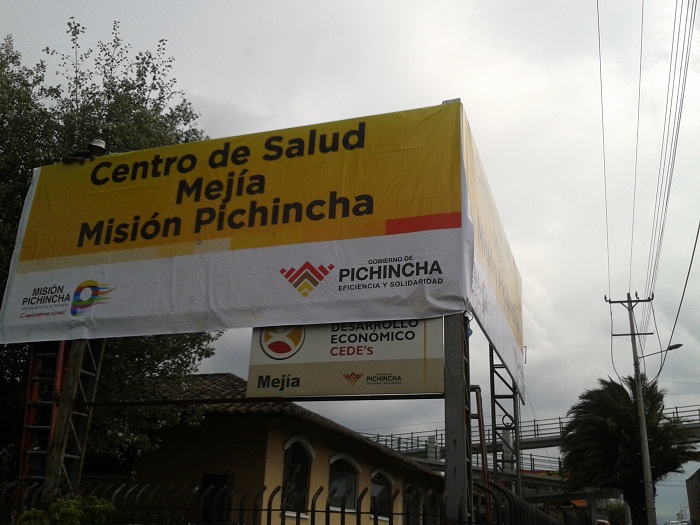 Centro de Salud
Mejía
Misión Pichincha
MISIÓN
PICHINCHA
GOBIERNO DE
PICHINCHA
EFICIENCIA Y SOLIDARIDAD
DESARROLLO
ECONÓMICO
CEDE's
Mejía
PICHINCHA